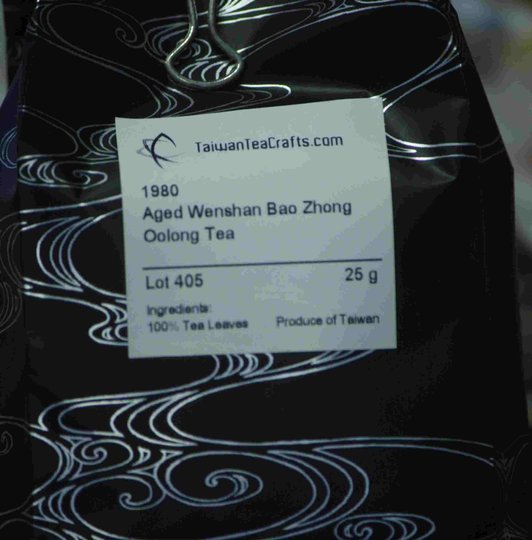 TaiwanTeaCrafts.com
1980
Aged Wenshan Bao Zhong
Oolong Tea
Lot 405 25 g
Ingredients:
100% Tea Leaves Produce of Taiwan